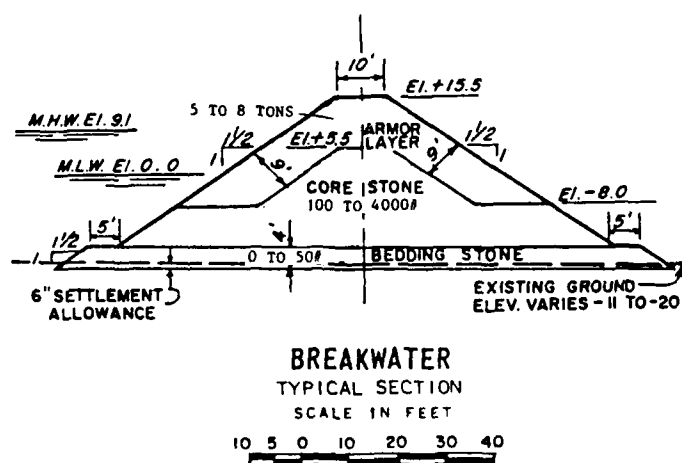 10'
El.+15.5
5 TO 8 TONS
M.H.W. El. 9.1
1 1/2
1
El.+5.5
ARMOR
LAYER
1 1/2
1
9'
9'
M.L.W. El. 0.0
CORE STONE
100 TO 4000#
El.-8.0
5'
5'
1 1/2
1
4'
0 TO 50#
BEDDING STONE
6" SETTLEMENT
ALLOWANCE
EXISTING GROUND
ELEV. VARIES -11 TO -20
BREAKWATER
TYPICAL SECTION
SCALE IN FEET
10 5 0 10 20 30 40